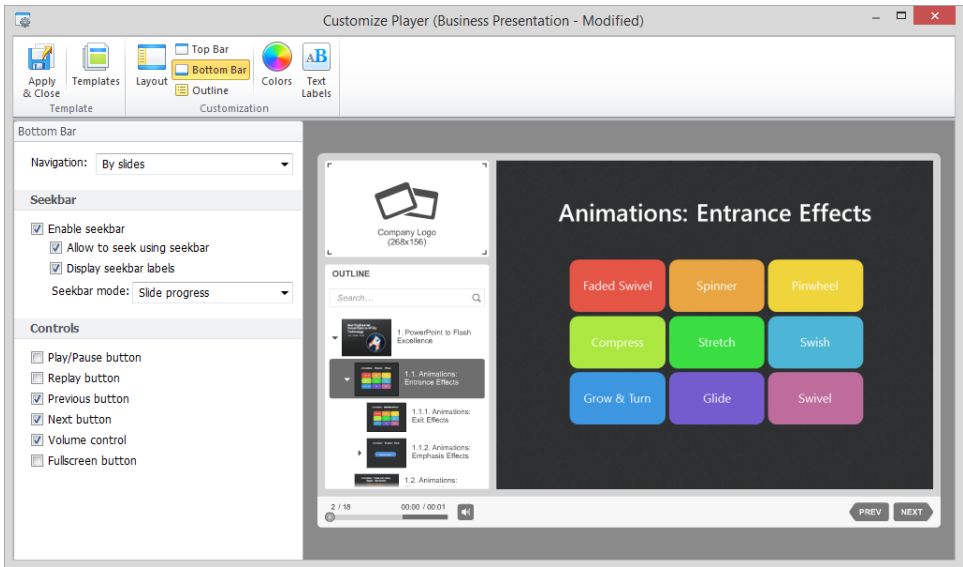 Customize Player (Business Presentation - Modified)
Apply
& Close
Templates
Template
Layout
Top Bar
Bottom Bar
Outline
Colors
AB
Text
Labels
Customization
Bottom Bar
Navigation: By slides
Seekbar
Enable seekbar
Allow to seek using seekbar
Display seekbar labels
Seekbar mode: Slide progress
Controls
Play/Pause button
Replay button
Previous button
Next button
Volume control
Fullscreen button
Company Logo
(268x156)
OUTLINE
Search...
1. PowerPoint to Flash
Excellence
1.1. Animations:
Entrance Effects
1.1.1. Animations:
Exit Effects
1.1.2. Animations:
Emphasis Effects
1.2. Animations:
Animations: Entrance Effects
Faded Swivel
Spinner
Pinwheel
Compress
Stretch
Swish
Grow & Turn
Glide
Swivel
2 / 18
00:00 / 00:01
PREV
NEXT